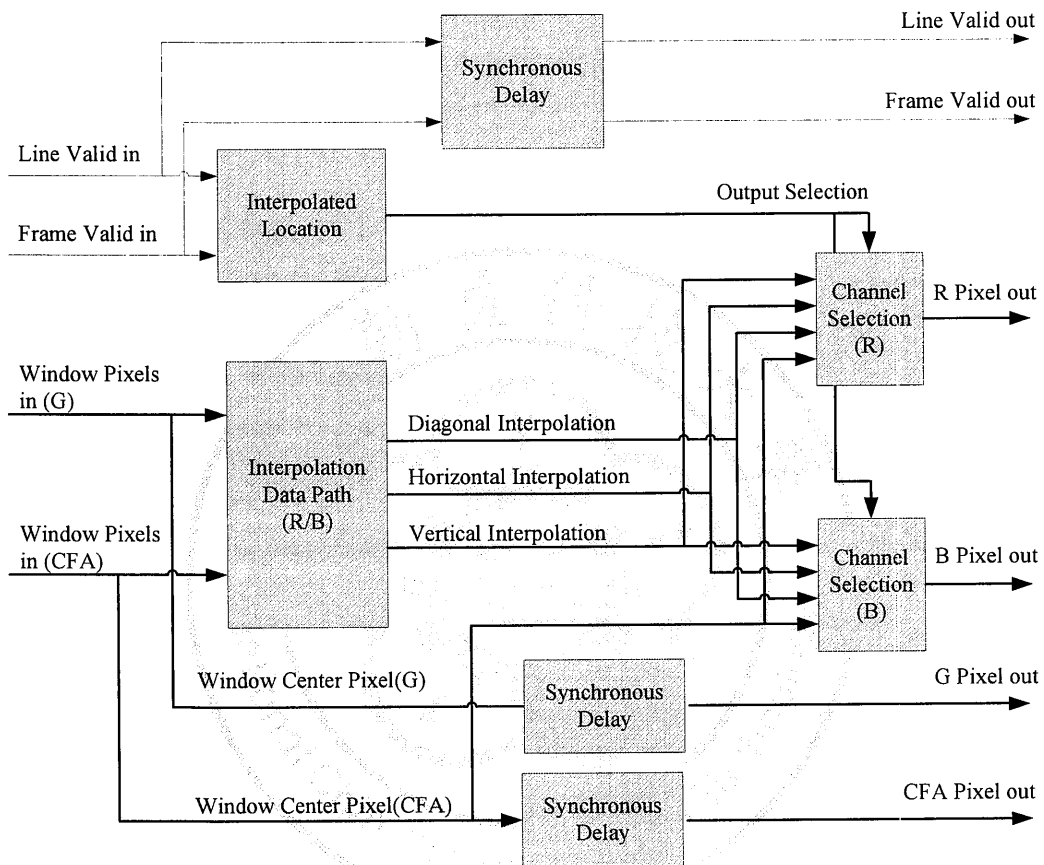 Line Valid out
Synchronous
Delay
Frame Valid out
Line Valid in
Interpolated
Location
Output Selection
Frame Valid in
Channel
Selection
(R)
R Pixel out
Window Pixels
in (G)
Diagonal Interpolation
Interpolation
Data Path
(R/B)
Horizontal Interpolation
Window Pixels
in (CFA)
Vertical Interpolation
Channel
Selection
(B)
B Pixel out
Window Center Pixel(G)
Synchronous
Delay
G Pixel out
Window Center Pixel(CFA)
Synchronous
Delay
CFA Pixel out